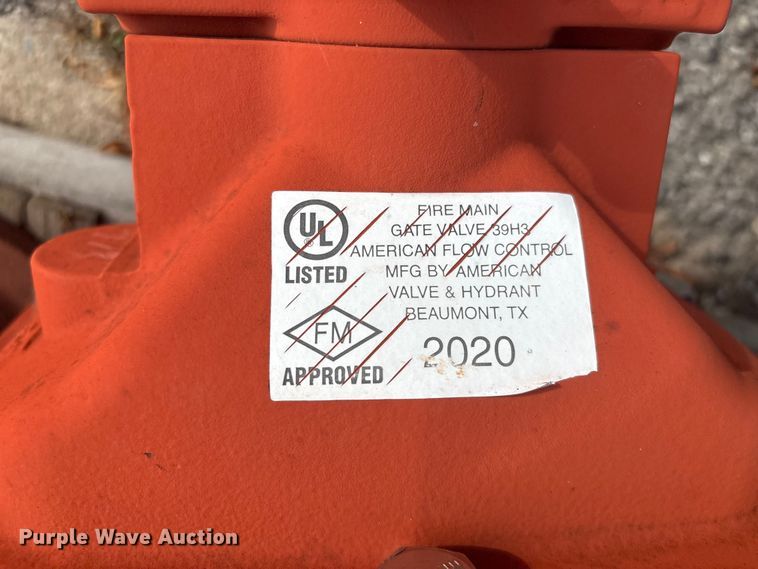 UL
®
LISTED
FM
APPROVED
FIRE MAIN
GATE VALVE 39H3
AMERICAN FLOW CONTROL
MFG BY AMERICAN
VALVE & HYDRANT
BEAUMONT, TX
2020
Purple Wave Auction